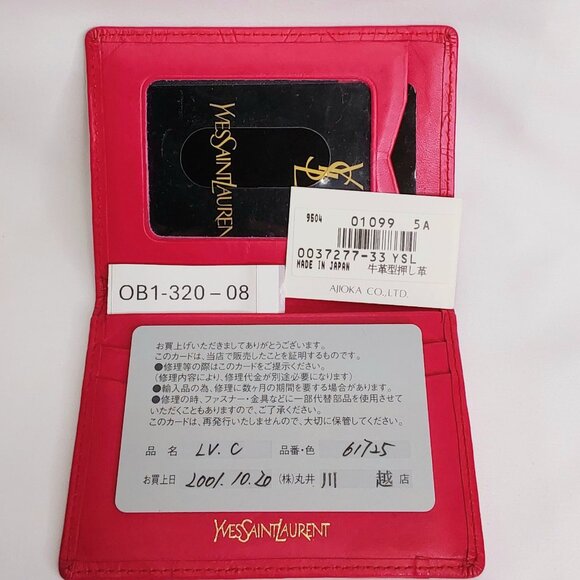 YVESSAINTLAURENT
YSL
9504 01099 5A
0037277-33 YSL
MADE IN JAPAN 牛革型押し革
AJIOKA CO.,LTD.
OB1-320-08
お買上げいただきましてありがとうございます。
このカードは、当店で販売したことを証明するものです。
●修理等の際はこのカードをご提示ください。
(修理内容により、修理代金が別途必要になります)
●輸入品の為、修理に数ヶ月の期間を要する場合があります。
●修理の時、ファスナー・金具などに一部代替部品を使用させて
いただくこともありますので、ご了承ください。
このカードは、再発行いたしませんので、大切に保管してください。
品 名 LV. C 品番・色 61725
お買上日 2001.10.20 (株)丸井 川 越 店
YVESSAINTLAURENT